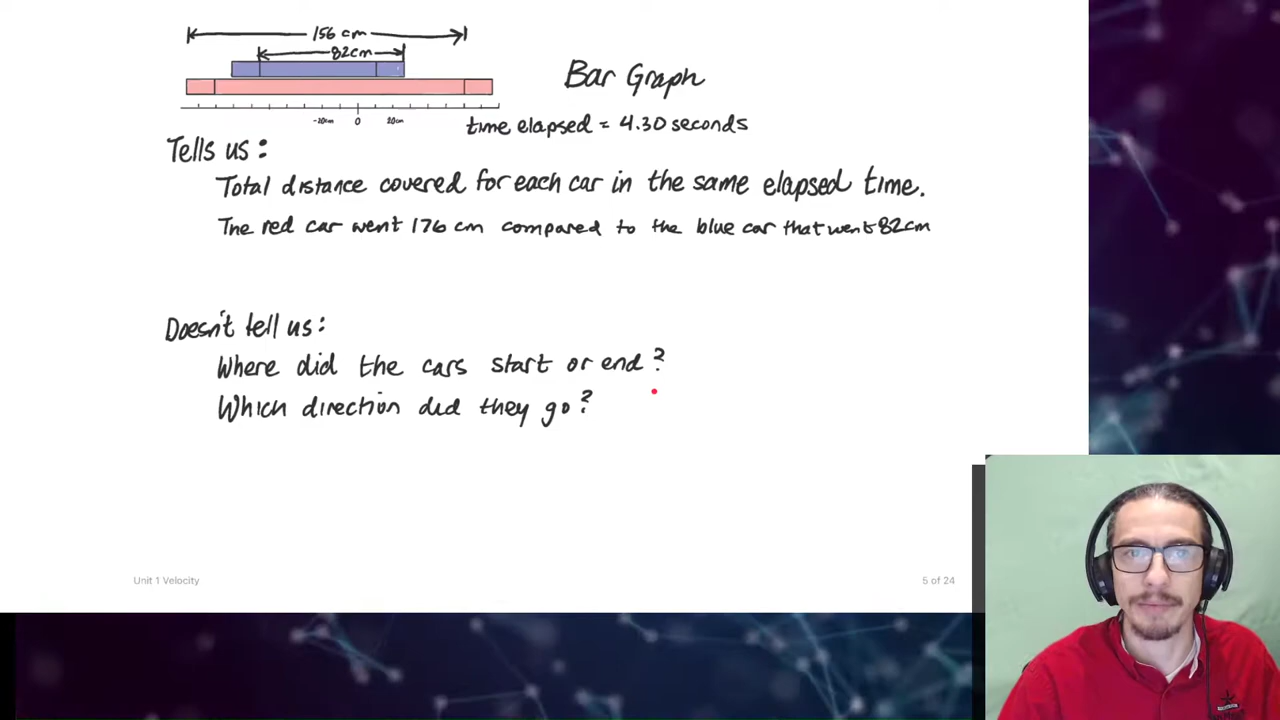 156 cm
82cm
Bar Graph
-20cm 0 20cm
time elapsed = 4.30 seconds
Tells us:
Total distance covered for each car in the same elapsed time.
The red car went 176 cm compared to the blue car that went 82cm
Doesn't tell us:
Where did the cars start or end?
Which direction did they go?
Unit 1 Velocity
5 of 24